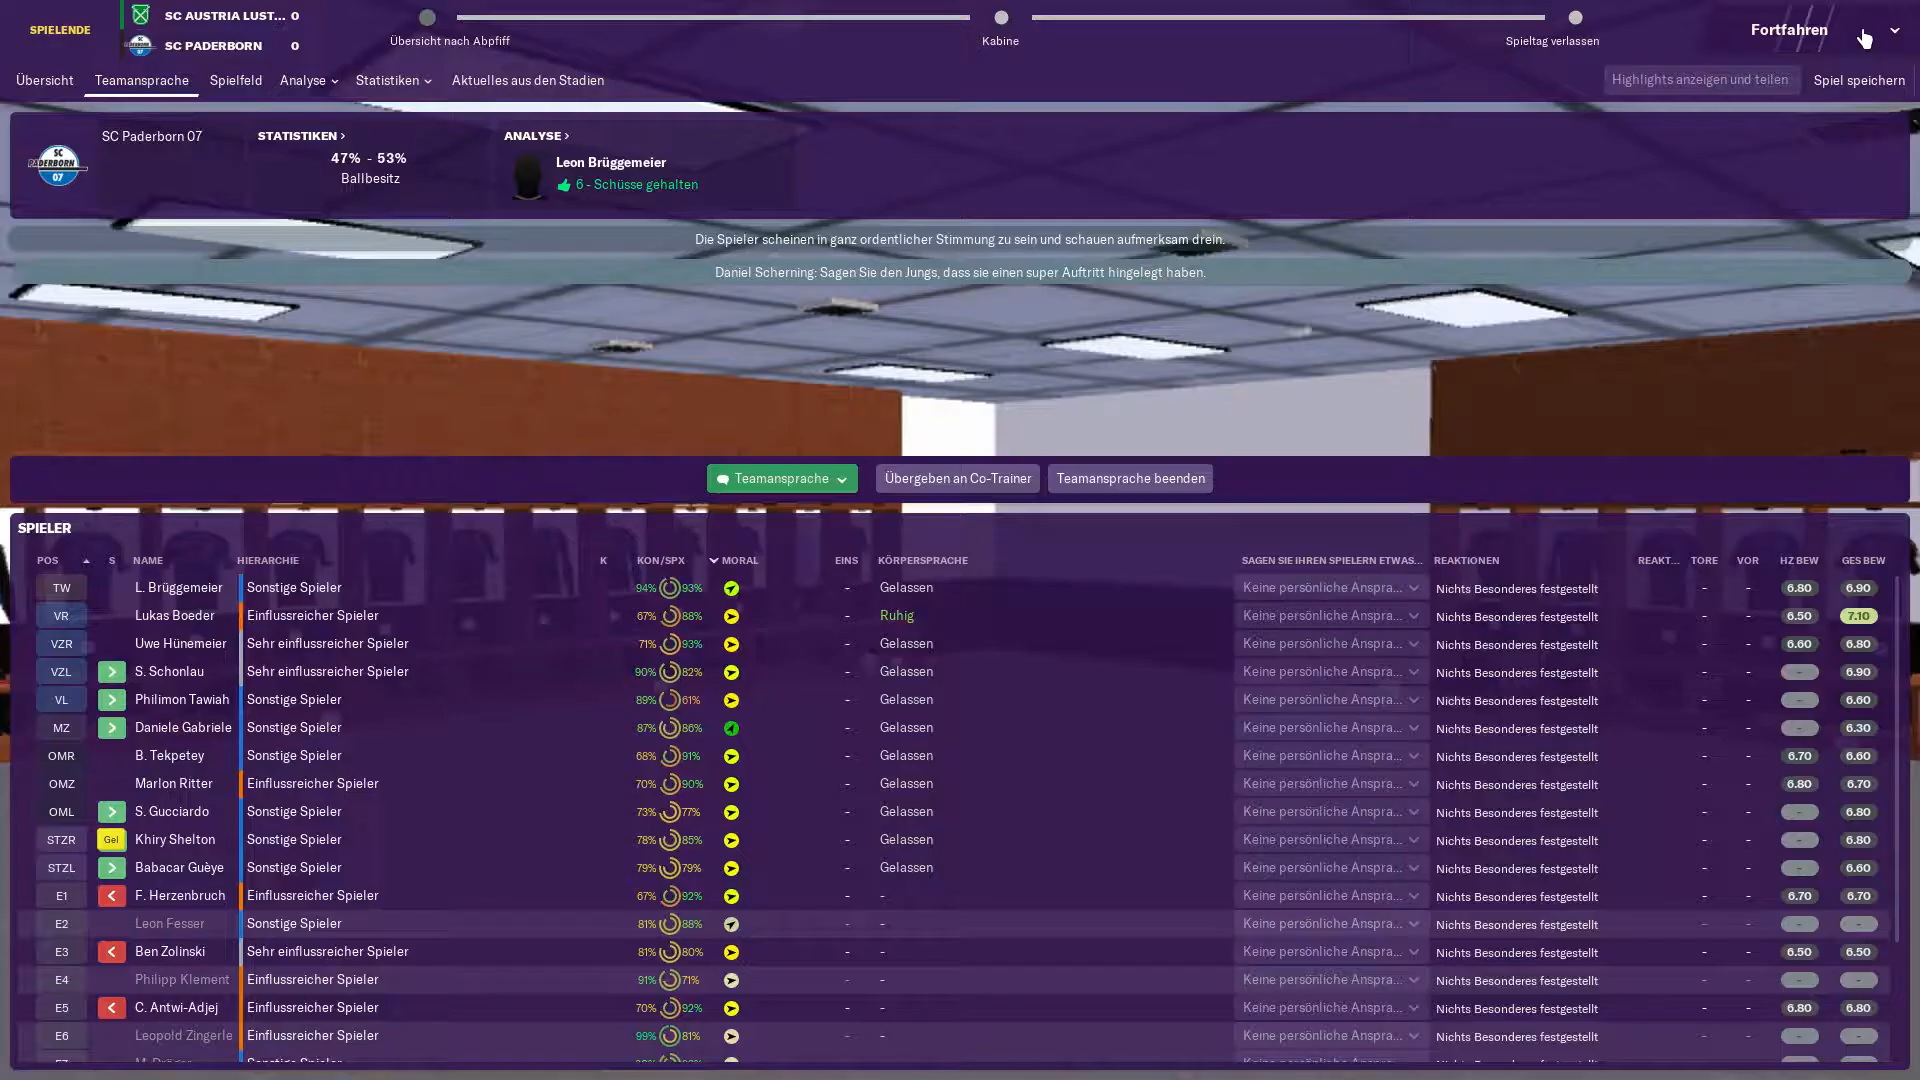 SPIELENDE
SC AUSTRIA LUST... 0
SC PADERBORN 0
Übersicht nach Abpfiff
Kabine
Spieltag verlassen
Fortfahren
Übersicht Teamansprache Spielfeld Analyse Statistiken Aktuelles aus den Stadien
Highlights anzeigen und teilen Spiel speichern
SC PADERBORN 07
SC Paderborn 07
STATISTIKEN ›
47% - 53%
Ballbesitz
ANALYSE ›
Leon Brüggemeier
6 - Schüsse gehalten
Die Spieler scheinen in ganz ordentlicher Stimmung zu sein und schauen aufmerksam drein.
Daniel Scherning: Sagen Sie den Jungs, dass sie einen super Auftritt hingelegt haben.
Teamansprache Übergeben an Co-Trainer Teamansprache beenden
SPIELER
POS S NAME HIERARCHIE K KON/SPX MORAL EINS KÖRPERSPRACHE SAGEN SIE IHREN SPIELERN ETWAS... REAKTIONEN REAKT... TORE VOR HZ BEW GES BEW
TW L. Brüggemeier Sonstige Spieler 94% 93% - Gelassen Keine persönliche Anspra... Nichts Besonderes festgestellt - - 6.80 6.90
VR Lukas Boeder Einflussreicher Spieler 67% 88% - Ruhig Keine persönliche Anspra... Nichts Besonderes festgestellt - - 6.50 7.10
VZR Uwe Hünemeier Sehr einflussreicher Spieler 71% 93% - Gelassen Keine persönliche Anspra... Nichts Besonderes festgestellt - - 6.60 6.80
VZL S. Schonlau Sehr einflussreicher Spieler 90% 82% - Gelassen Keine persönliche Anspra... Nichts Besonderes festgestellt - - - 6.90
VL Philimon Tawiah Sonstige Spieler 89% 61% - Gelassen Keine persönliche Anspra... Nichts Besonderes festgestellt - - - 6.60
MZ Daniele Gabriele Sonstige Spieler 87% 86% - Gelassen Keine persönliche Anspra... Nichts Besonderes festgestellt - - - 6.30
OMR B. Tekpetey Sonstige Spieler 68% 91% - Gelassen Keine persönliche Anspra... Nichts Besonderes festgestellt - - 6.70 6.60
OMZ Marlon Ritter Einflussreicher Spieler 70% 90% - Gelassen Keine persönliche Anspra... Nichts Besonderes festgestellt - - 6.80 6.70
OML S. Gucciardo Sonstige Spieler 73% 77% - Gelassen Keine persönliche Anspra... Nichts Besonderes festgestellt - - - 6.80
STZR Gel Khiry Shelton Sonstige Spieler 78% 85% - Gelassen Keine persönliche Anspra... Nichts Besonderes festgestellt - - - 6.80
STZL Babacar Guèye Sonstige Spieler 79% 79% - Gelassen Keine persönliche Anspra... Nichts Besonderes festgestellt - - - 6.60
E1 F. Herzenbruch Einflussreicher Spieler 67% 92% - - Keine persönliche Anspra... Nichts Besonderes festgestellt - - 6.70 6.70
E2 Leon Fesser Sonstige Spieler 81% 88% - - Keine persönliche Anspra... Nichts Besonderes festgestellt - - - -
E3 Ben Zolinski Sehr einflussreicher Spieler 81% 80% - - Keine persönliche Anspra... Nichts Besonderes festgestellt - - 6.50 6.50
E4 Philipp Klement Einflussreicher Spieler 91% 71% - - Keine persönliche Anspra... Nichts Besonderes festgestellt - - - -
E5 C. Antwi-Adjej Einflussreicher Spieler 70% 92% - - Keine persönliche Anspra... Nichts Besonderes festgestellt - - 6.80 6.80
E6 Leopold Zingerle Einflussreicher Spieler 99% 81% - - Keine persönliche Anspra... Nichts Besonderes festgestellt - - - -